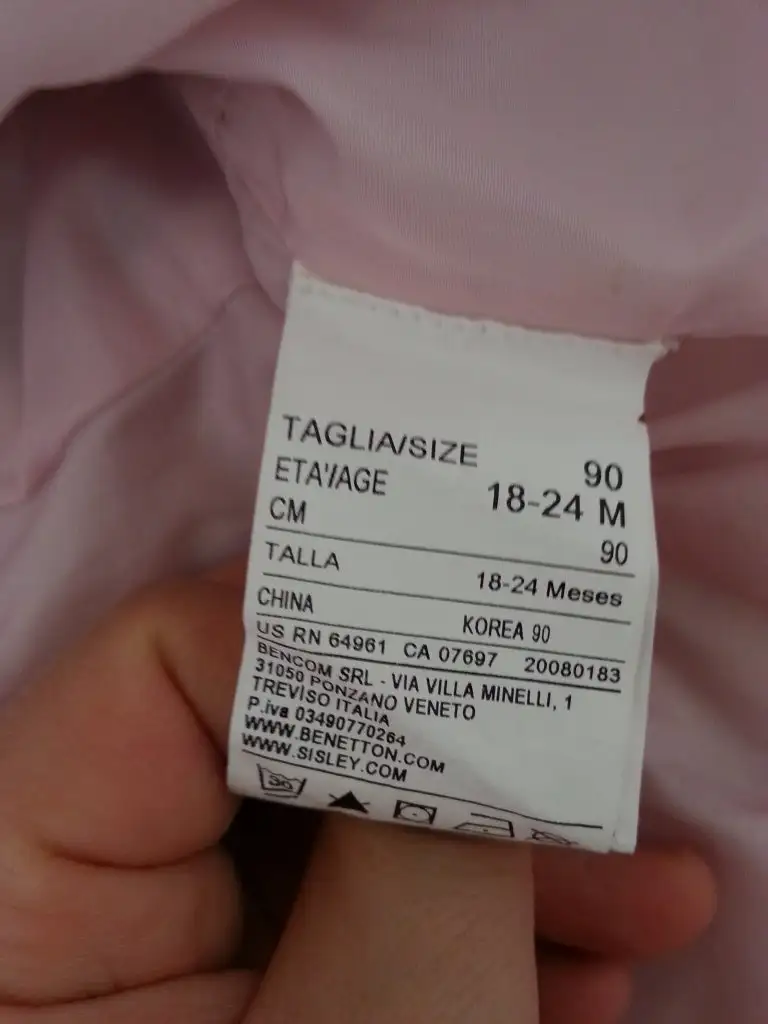 TAGLIA/SIZE 90
ETA'/AGE 18-24 M
CM 90
TALLA 18-24 Meses
CHINA KOREA 90
US RN 64961 CA 07697 20080183
BENCOM SRL - VIA VILLA MINELLI, 1
31050 PONZANO VENETO
TREVISO ITALIA
P.iva 03490770264
WWW.BENETTON.COM
WWW.SISLEY.COM
30